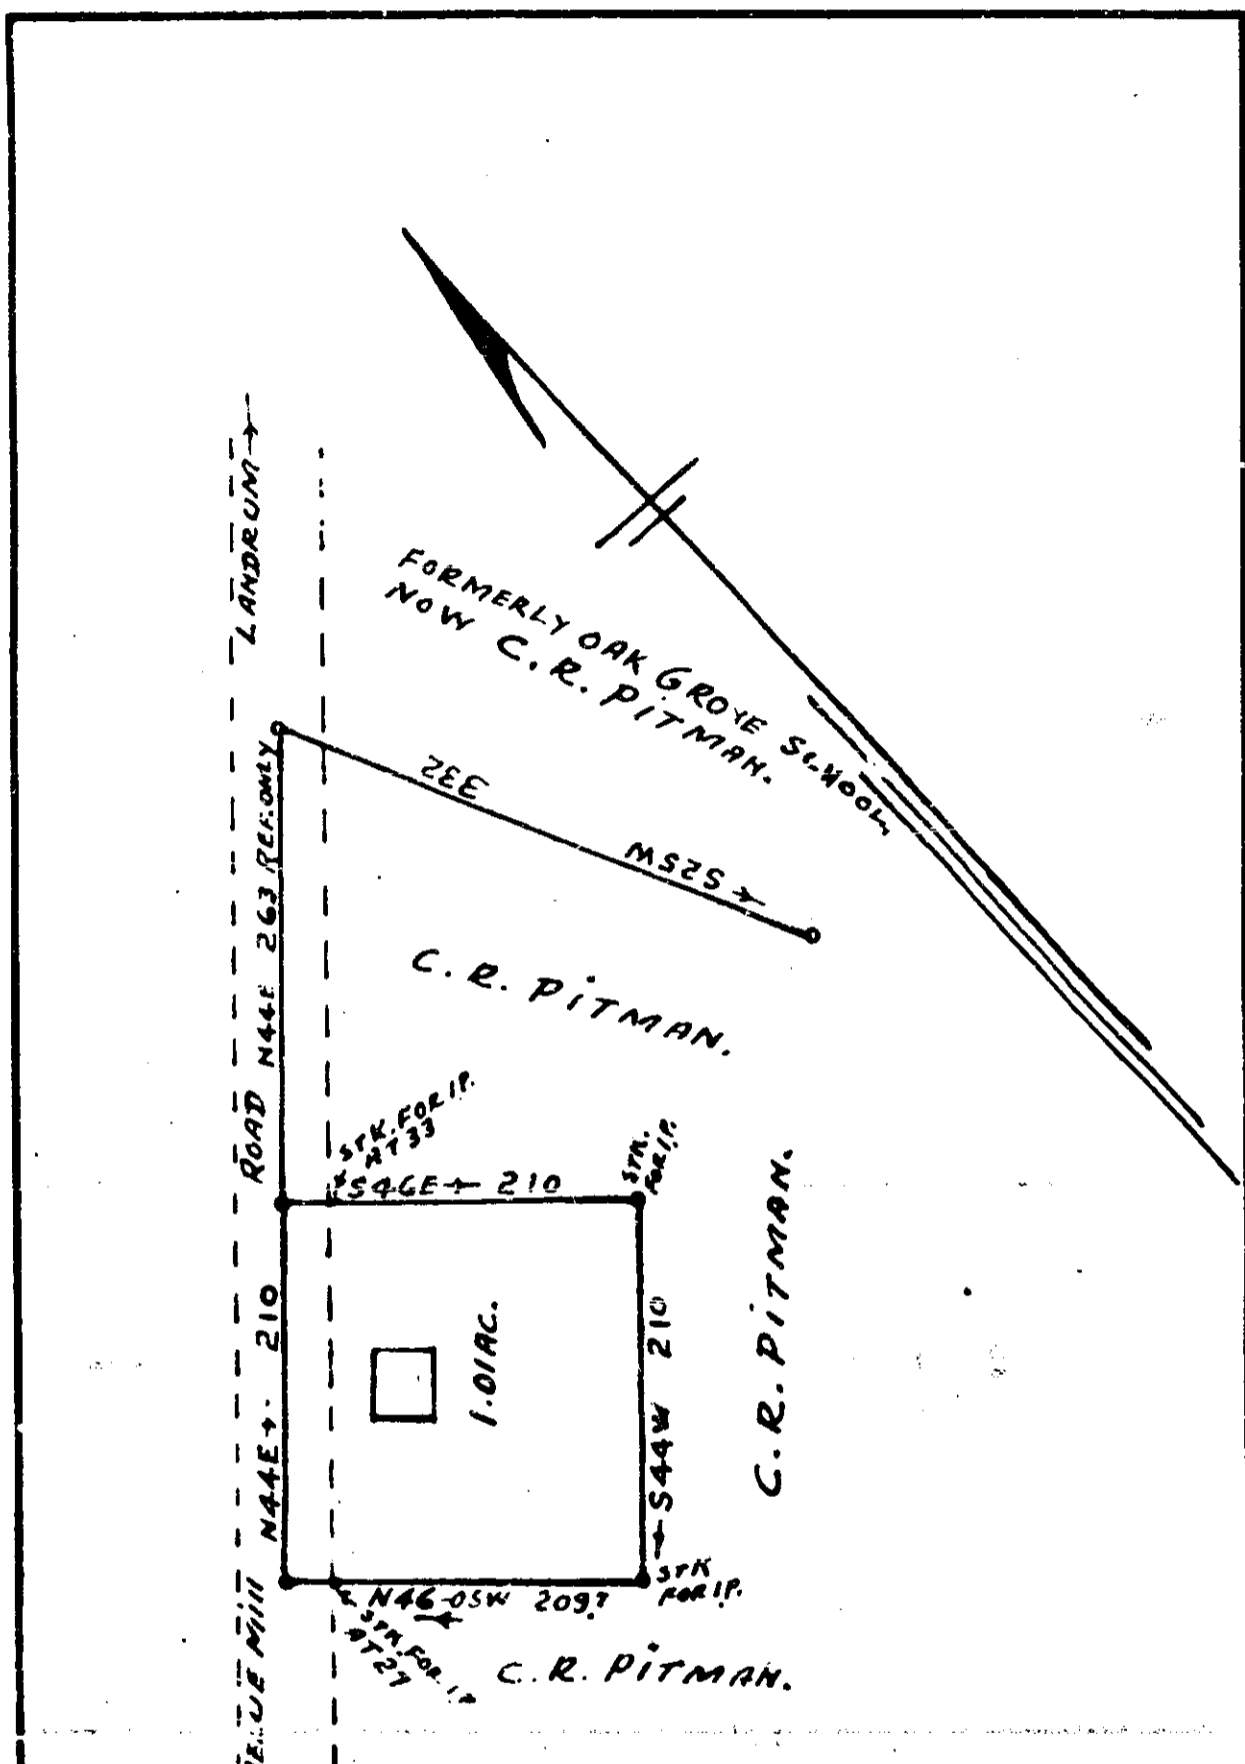 LANDRUM→
FORMERLY OAK GROVE SCHOOL
NOW C.R. PITMAN.
332
S25W
N44E 263 REF. ONLY
C.R. PITMAN.
ROAD
STK. FOR I.P.
AT 33
S46E→ 210
STK.
FOR I.P.
C.R. PITMAN.
N44E→ 210
1.01 AC.
←S44W 210
STK
FOR I.P.
N46-05W 209.7
STK. FOR I.P.
AT 27
C.R. PITMAN.
MILL